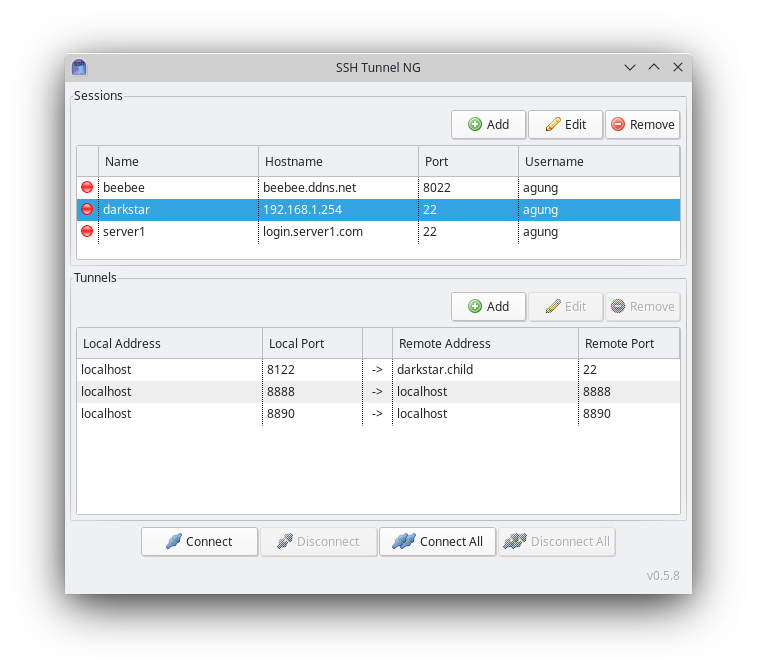 SSH Tunnel NG
Sessions
Add Edit Remove
Name Hostname Port Username
beebee beebee.ddns.net 8022 agung
darkstar 192.168.1.254 22 agung
server1 login.server1.com 22 agung
Tunnels
Add Edit Remove
Local Address Local Port Remote Address Remote Port
localhost 8122 -> darkstar.child 22
localhost 8888 -> localhost 8888
localhost 8890 -> localhost 8890
Connect Disconnect Connect All Disconnect All
v0.5.8